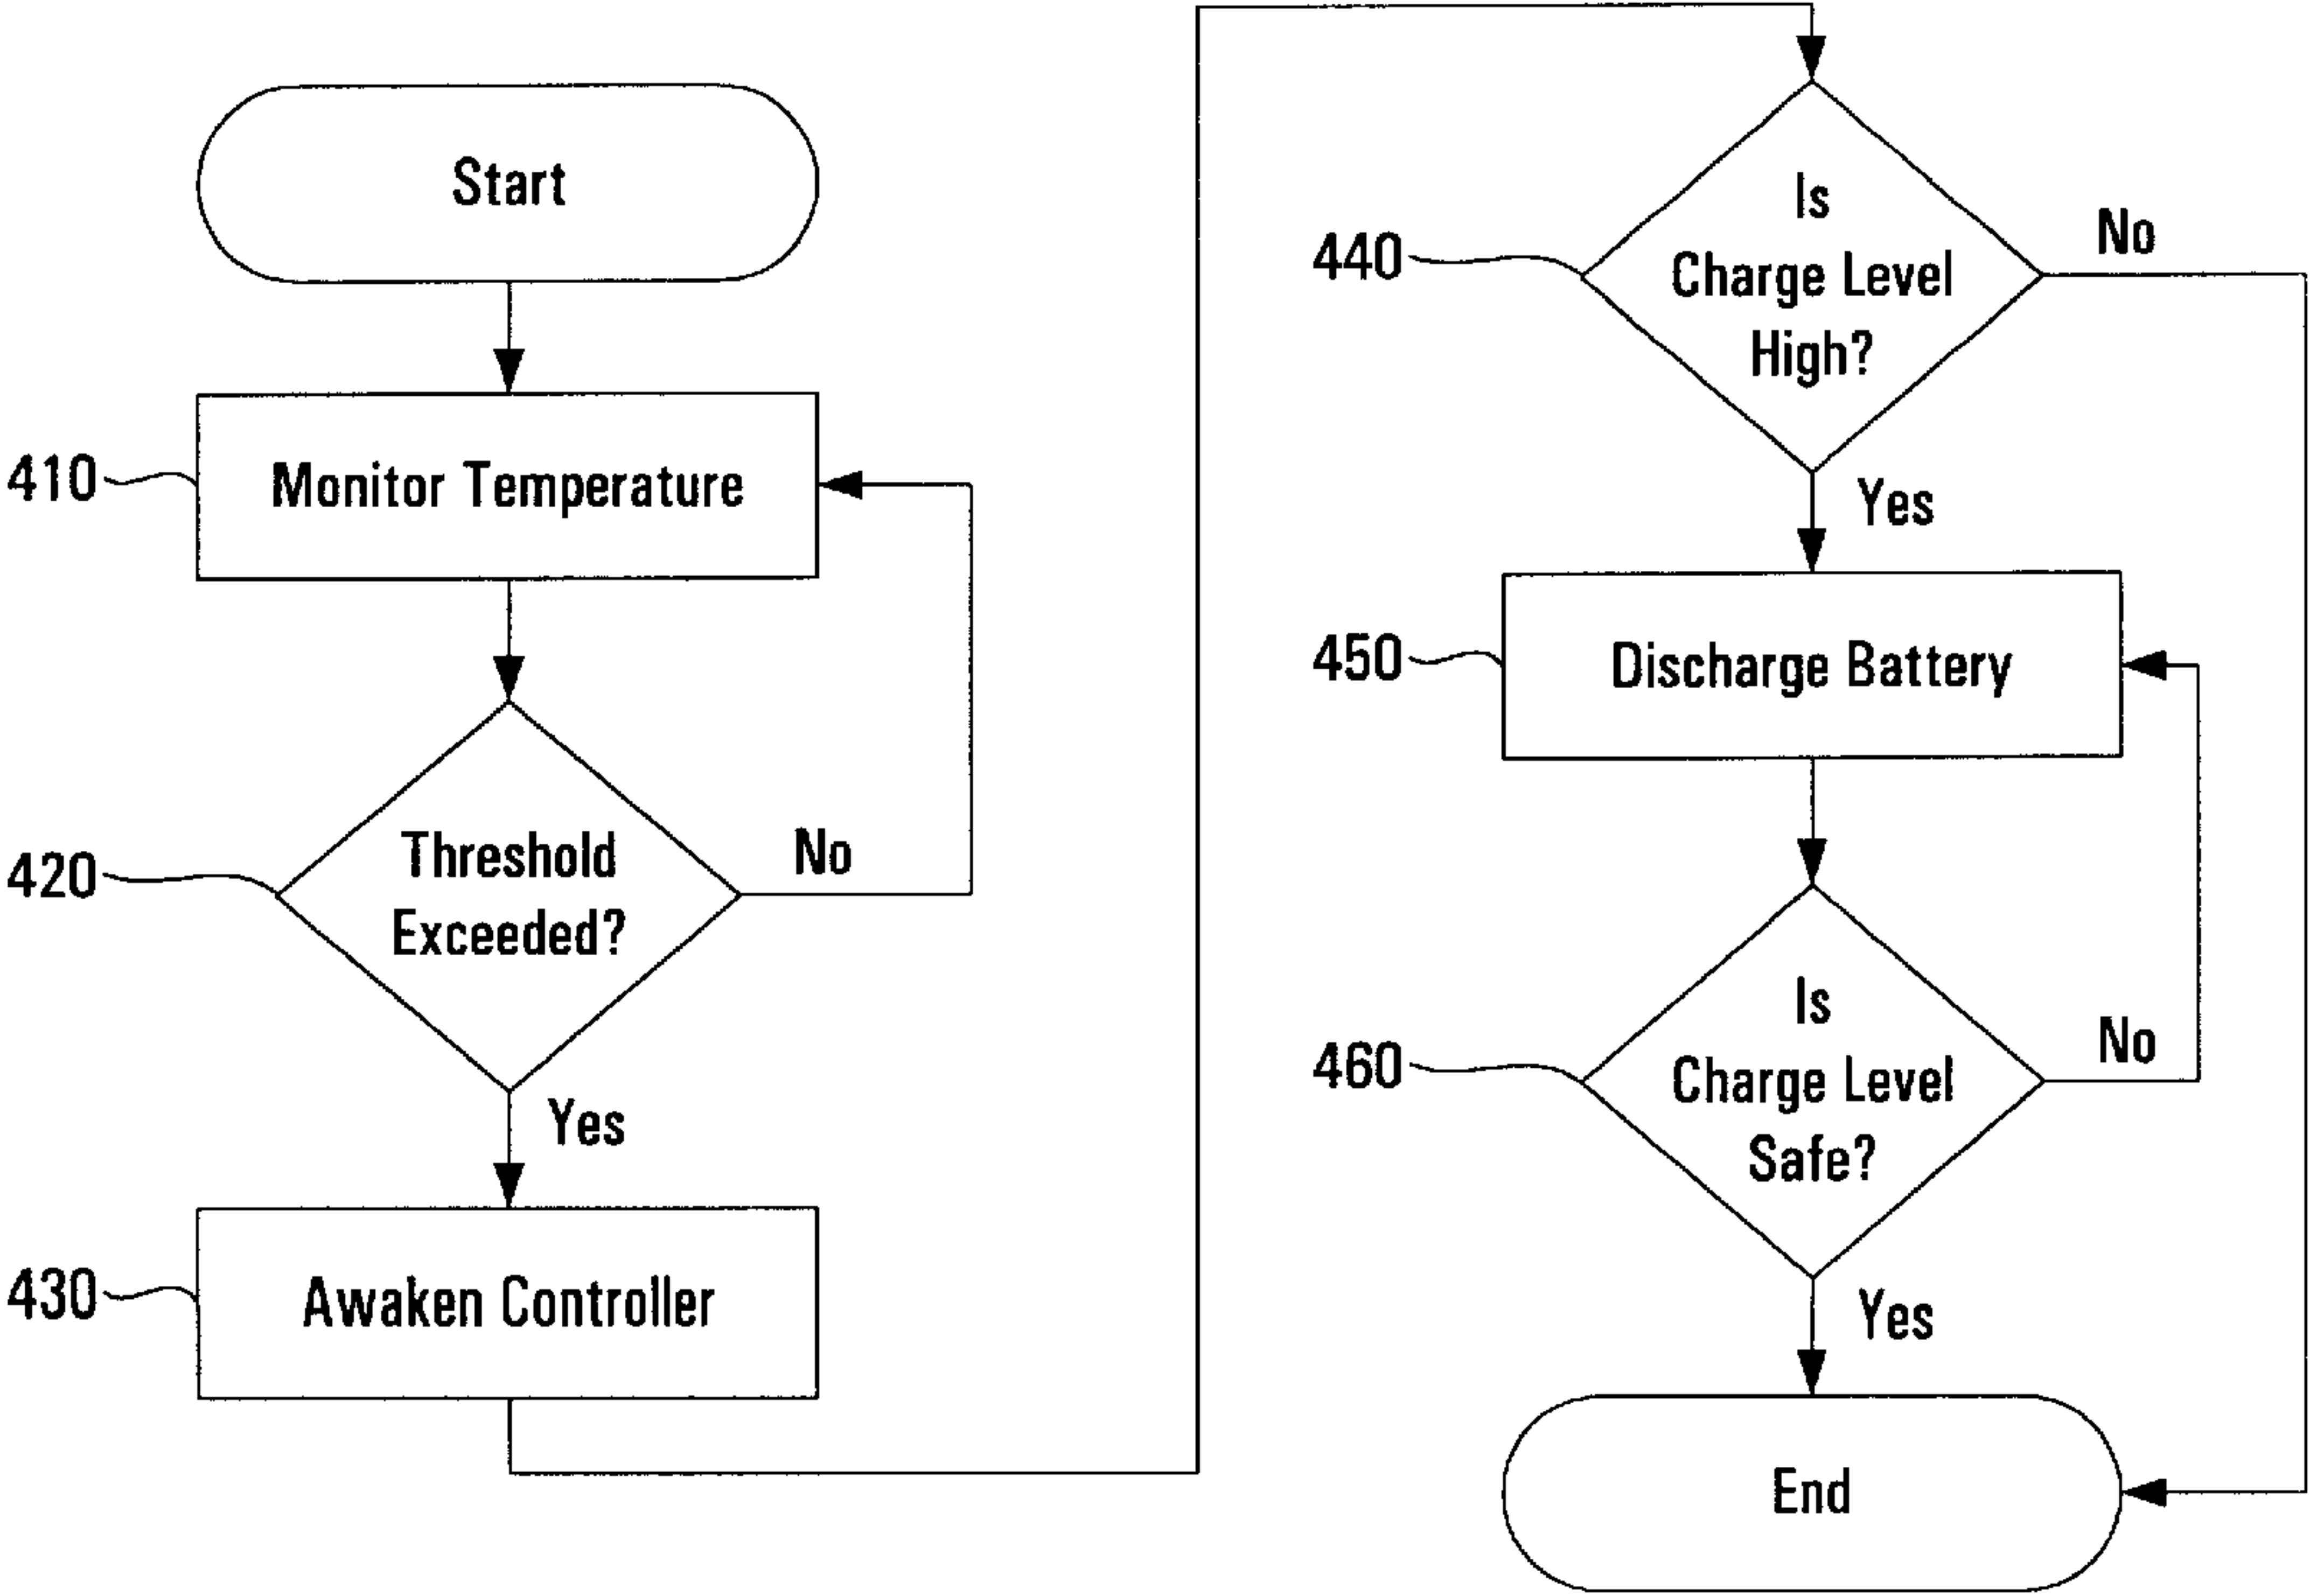 Start
410
Monitor Temperature
420
Threshold
Exceeded?
No
Yes
430
Awaken Controller
440
Is
Charge Level
High?
No
Yes
450
Discharge Battery
460
Is
Charge Level
Safe?
No
Yes
End